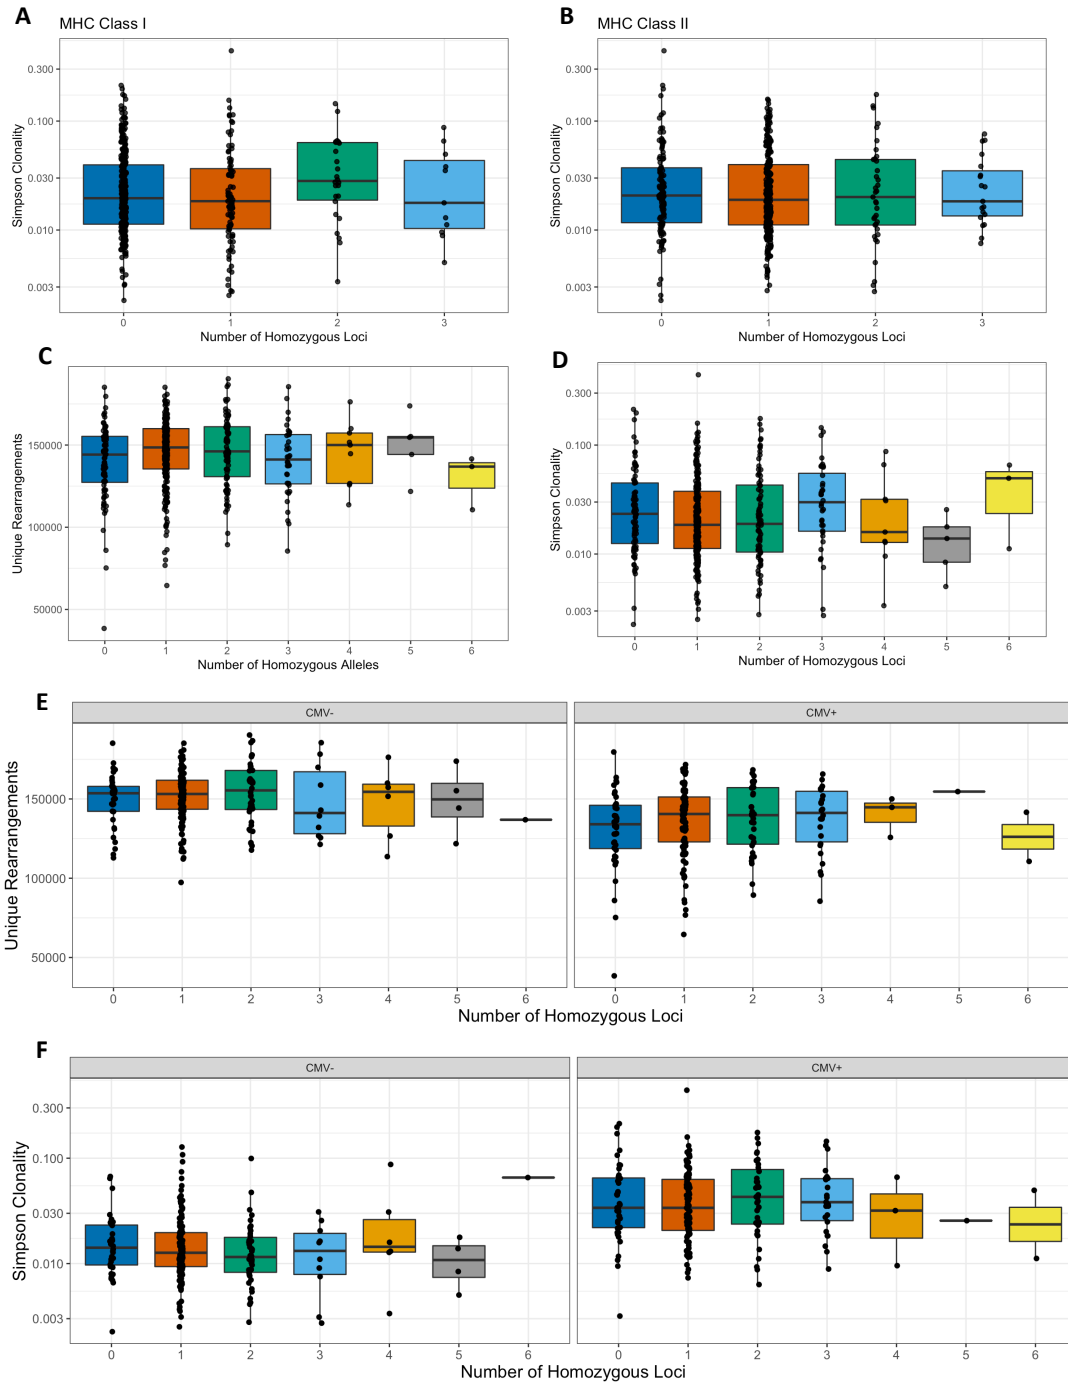 A
MHC Class I
0.300
0.100
0.030
0.010
0.003
Simpson Clonality
0 1 2 3
Number of Homozygous Loci
B
MHC Class II
0.300
0.100
0.030
0.010
0.003
Simpson Clonality
0 1 2 3
Number of Homozygous Loci
C
150000
100000
50000
Unique Rearrangements
0 1 2 3 4 5 6
Number of Homozygous Alleles
D
0.300
0.100
0.030
0.010
0.003
Simpson Clonality
0 1 2 3 4 5 6
Number of Homozygous Loci
E
CMV- CMV+
150000
100000
50000
Unique Rearrangements
0 1 2 3 4 5 6 0 1 2 3 4 5 6
Number of Homozygous Loci
F
CMV- CMV+
0.300
0.100
0.030
0.010
0.003
Simpson Clonality
0 1 2 3 4 5 6 0 1 2 3 4 5 6
Number of Homozygous Loci